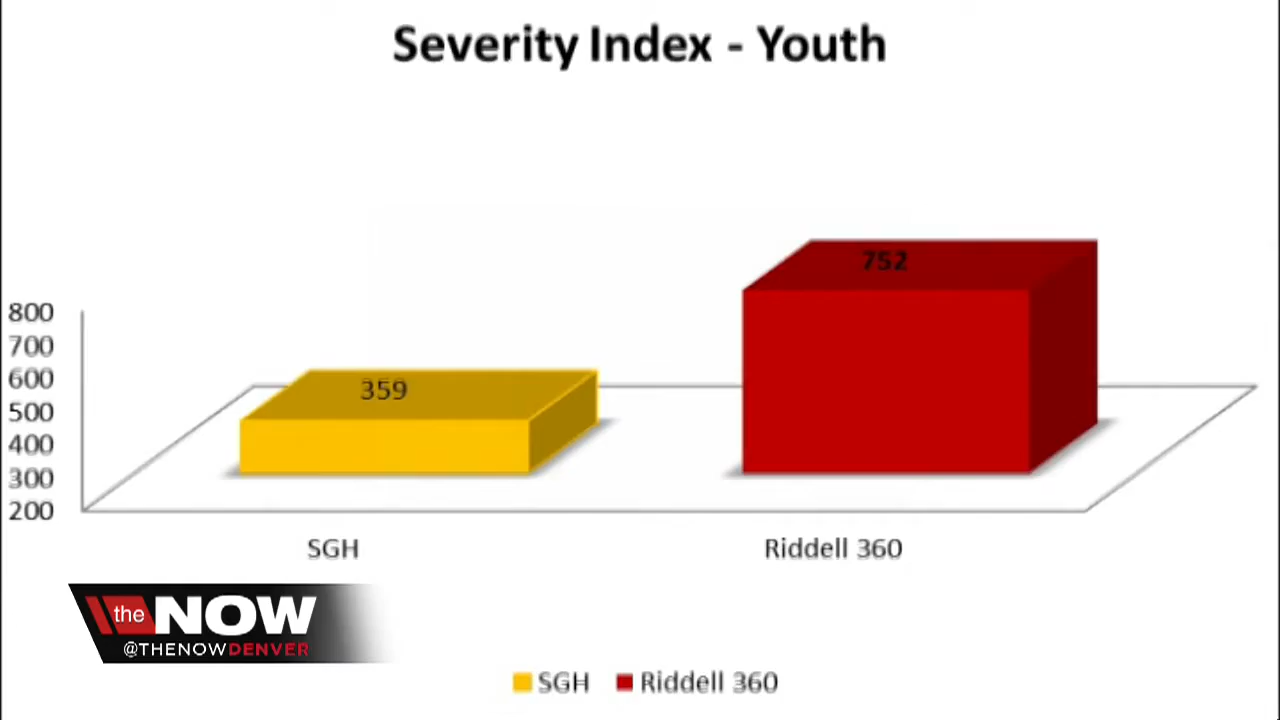 Severity Index - Youth
752
359
800
700
600
500
400
300
200
SGH
Riddell 360
the NOW
@THENOWDENVER
SGH
Riddell 360